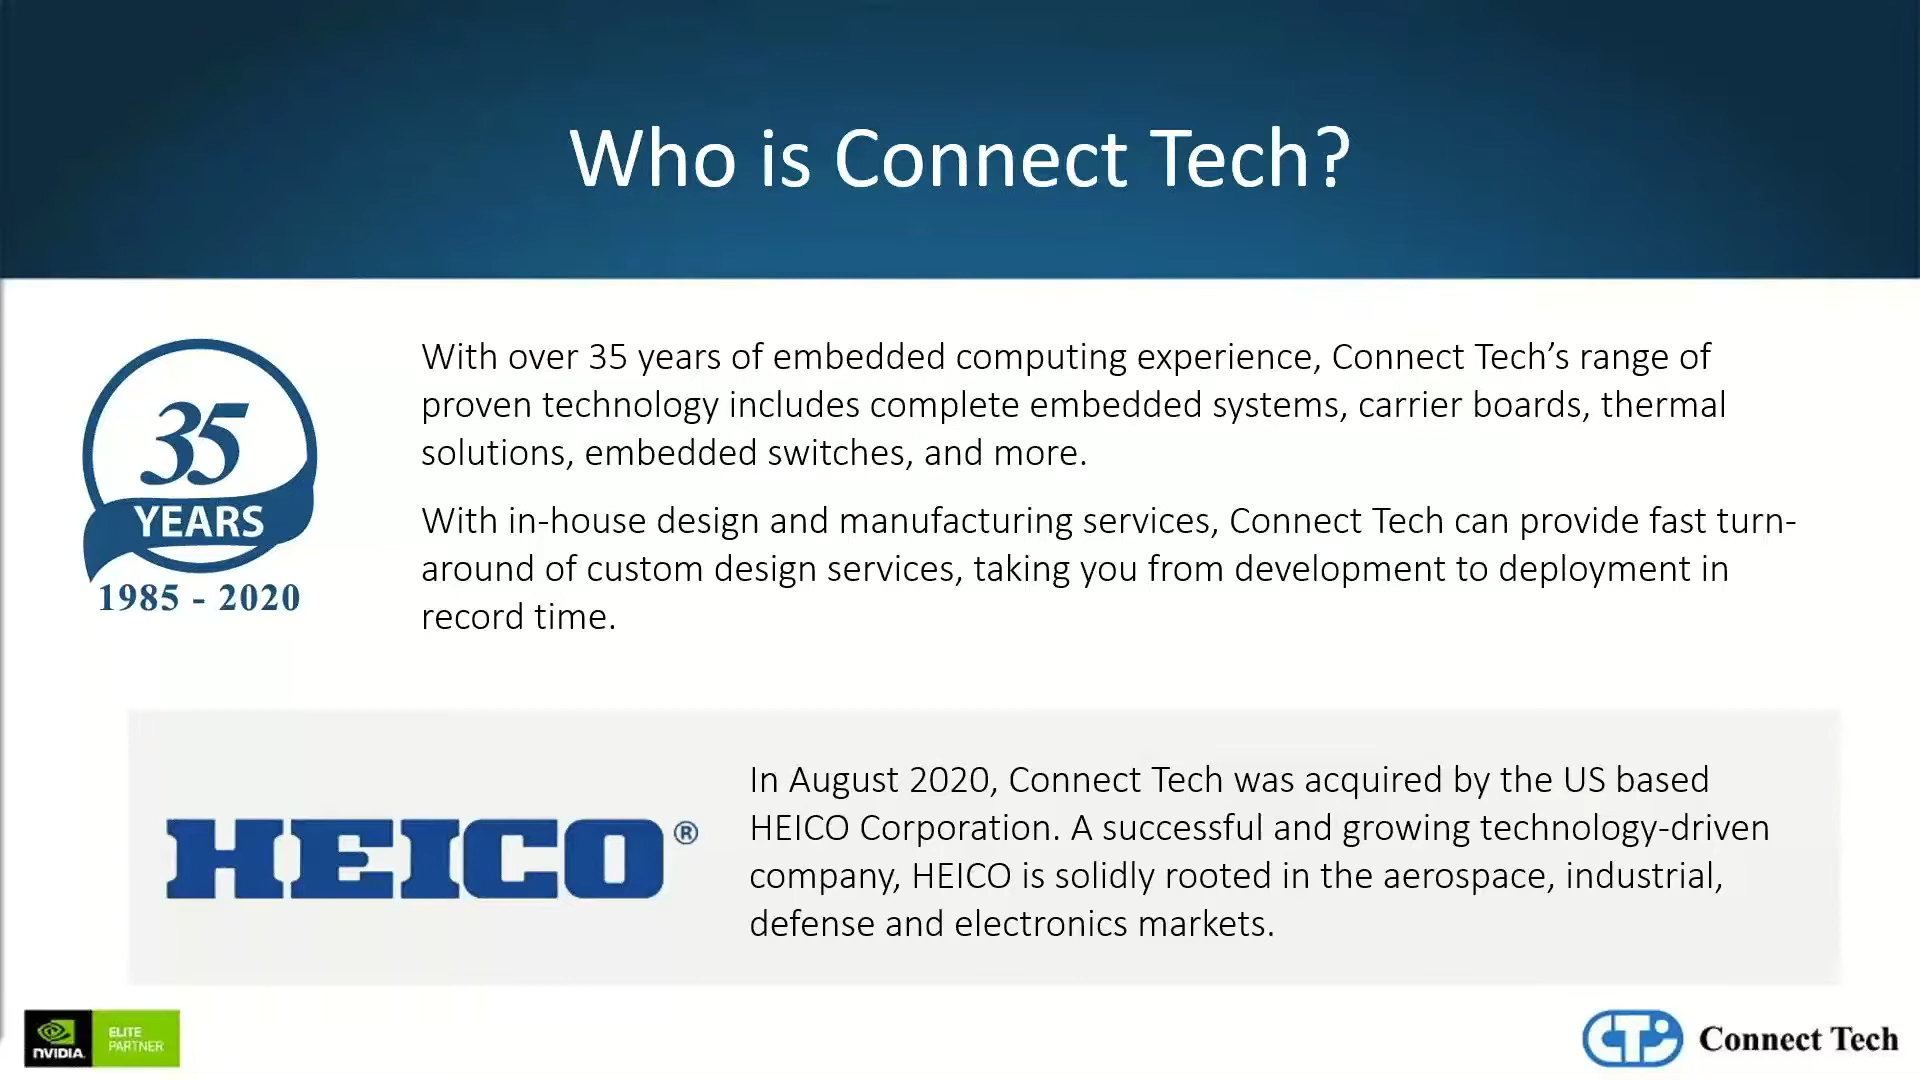 Who is Connect Tech?
35
YEARS
1985 - 2020
With over 35 years of embedded computing experience, Connect Tech’s range of
proven technology includes complete embedded systems, carrier boards, thermal
solutions, embedded switches, and more.
With in-house design and manufacturing services, Connect Tech can provide fast turn-
around of custom design services, taking you from development to deployment in
record time.
HEICO®
In August 2020, Connect Tech was acquired by the US based
HEICO Corporation. A successful and growing technology-driven
company, HEICO is solidly rooted in the aerospace, industrial,
defense and electronics markets.
NVIDIA.
ELITE
PARTNER
CTi
Connect Tech